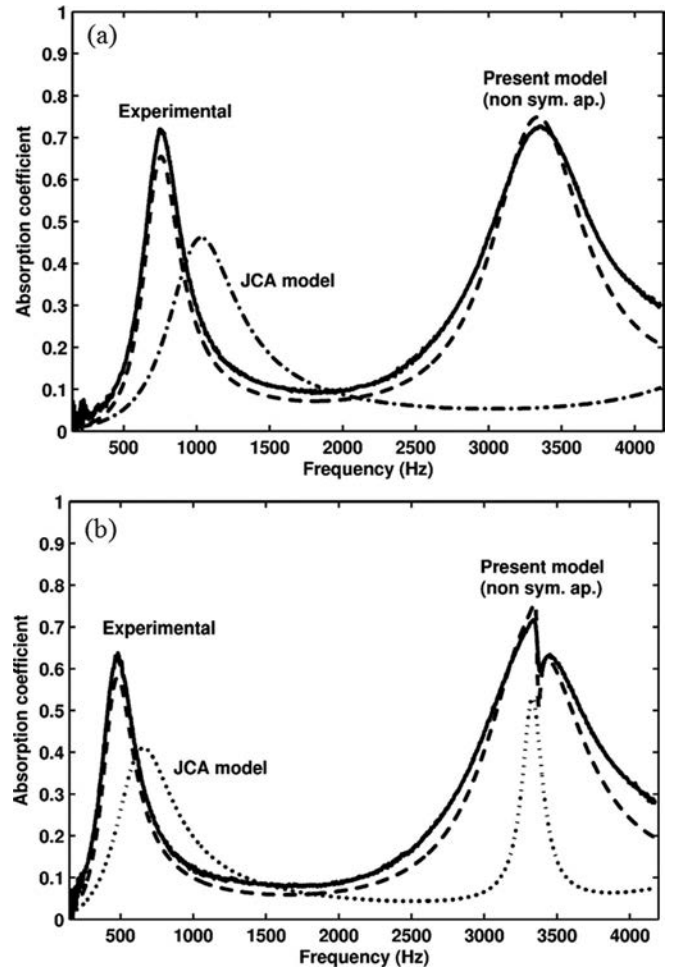 (a)
1
0.9
0.8
0.7
0.6
0.5
0.4
0.3
0.2
0.1
0
Absorption coefficient
Experimental
Present model
(non sym. ap.)
JCA model
500 1000 1500 2000 2500 3000 3500 4000
Frequency (Hz)
(b)
1
0.9
0.8
0.7
0.6
0.5
0.4
0.3
0.2
0.1
0
Absorption coefficient
Present model
(non sym. ap.)
Experimental
JCA model
500 1000 1500 2000 2500 3000 3500 4000
Frequency (Hz)